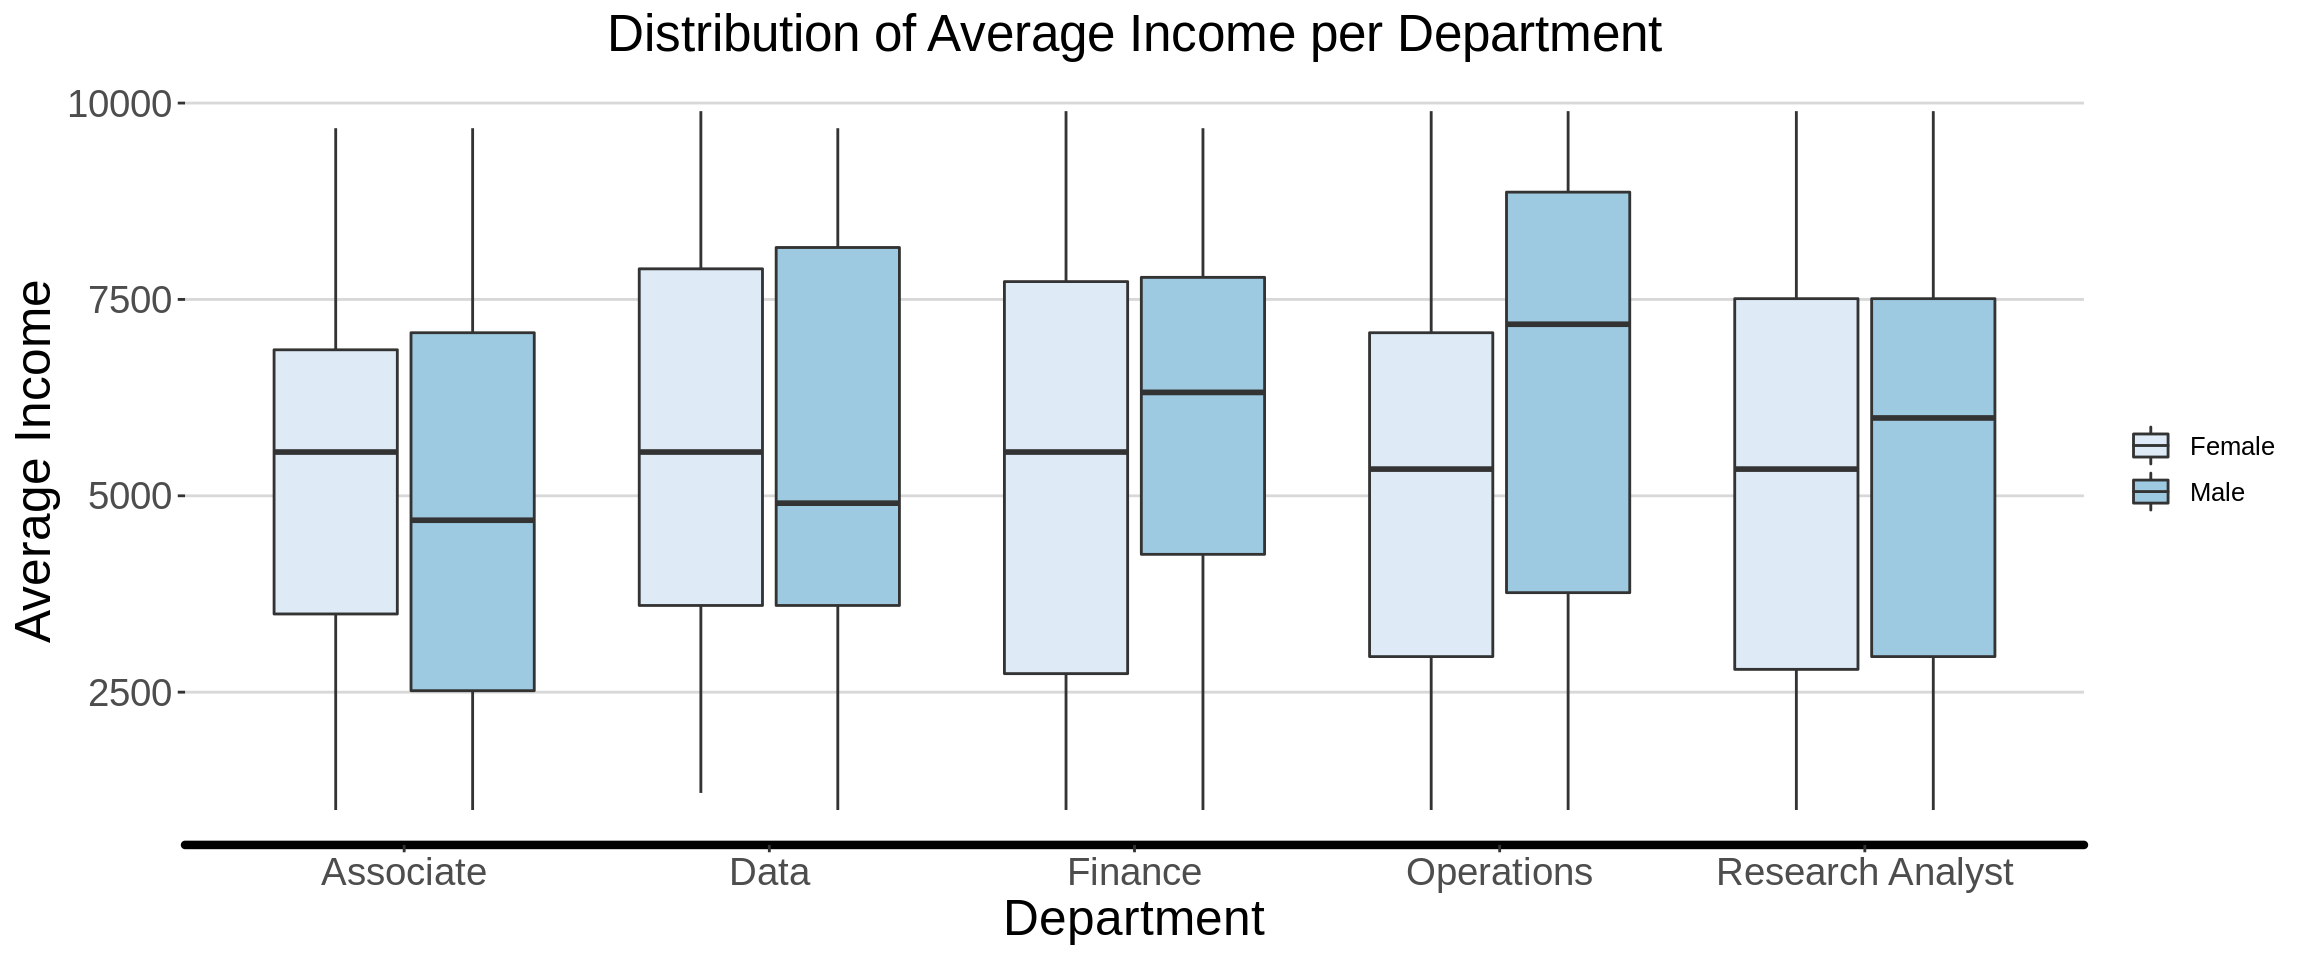 Distribution of Average Income per Department
10000
7500
5000
2500
Average Income
Associate
Data
Finance
Operations
Research Analyst
Department
Female
Male